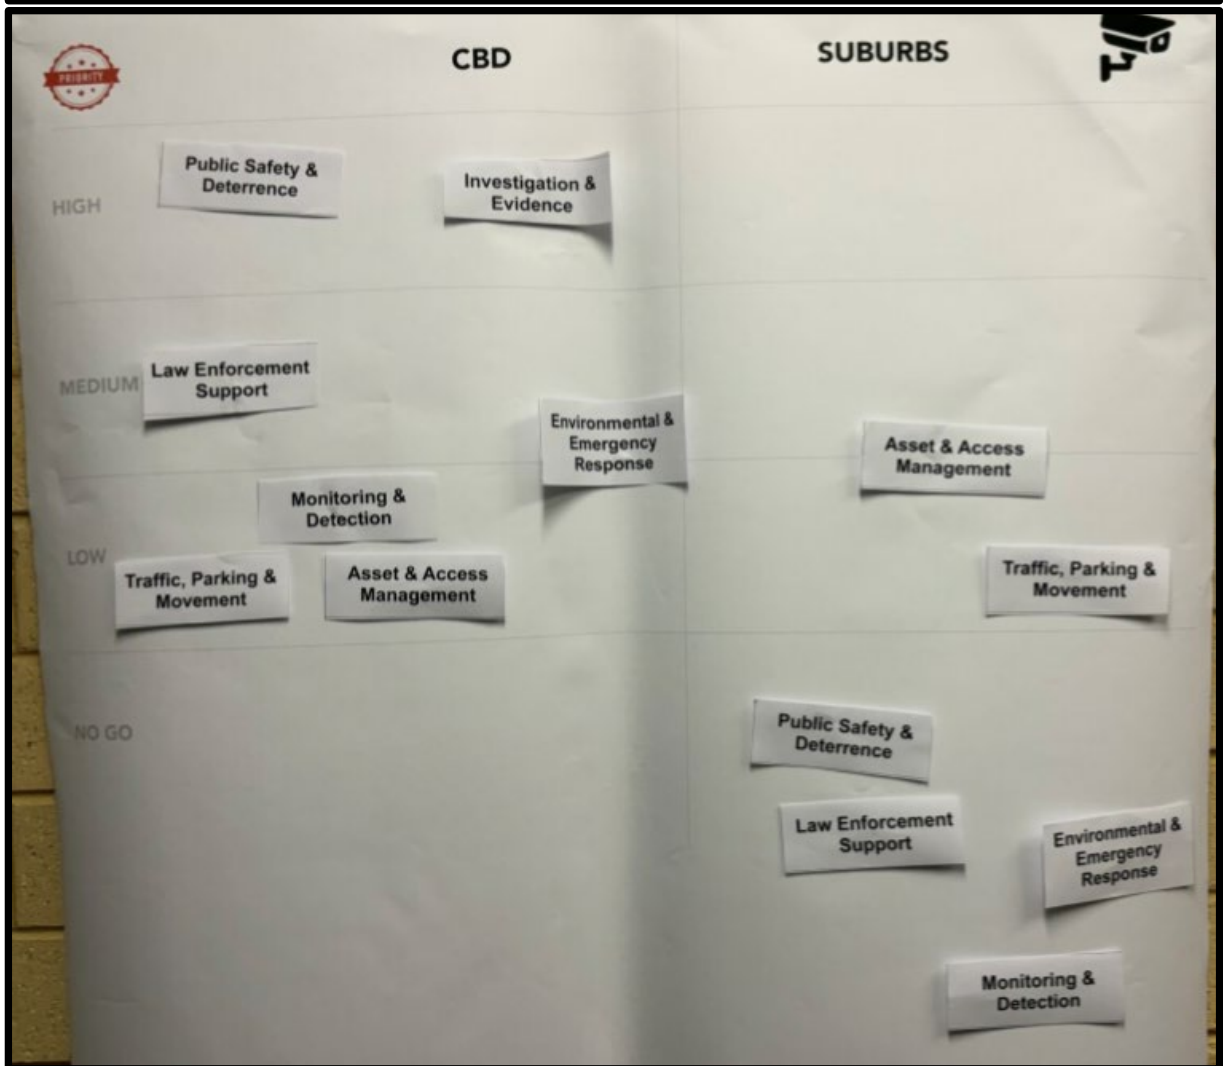 PRIORITY
CBD
SUBURBS
HIGH
Public Safety &
Deterrence
Investigation &
Evidence
MEDIUM
Law Enforcement
Support
Environmental &
Emergency
Response
Asset & Access
Management
LOW
Monitoring &
Detection
Traffic, Parking &
Movement
Asset & Access
Management
Traffic, Parking &
Movement
NO GO
Public Safety &
Deterrence
Law Enforcement
Support
Environmental &
Emergency
Response
Monitoring &
Detection